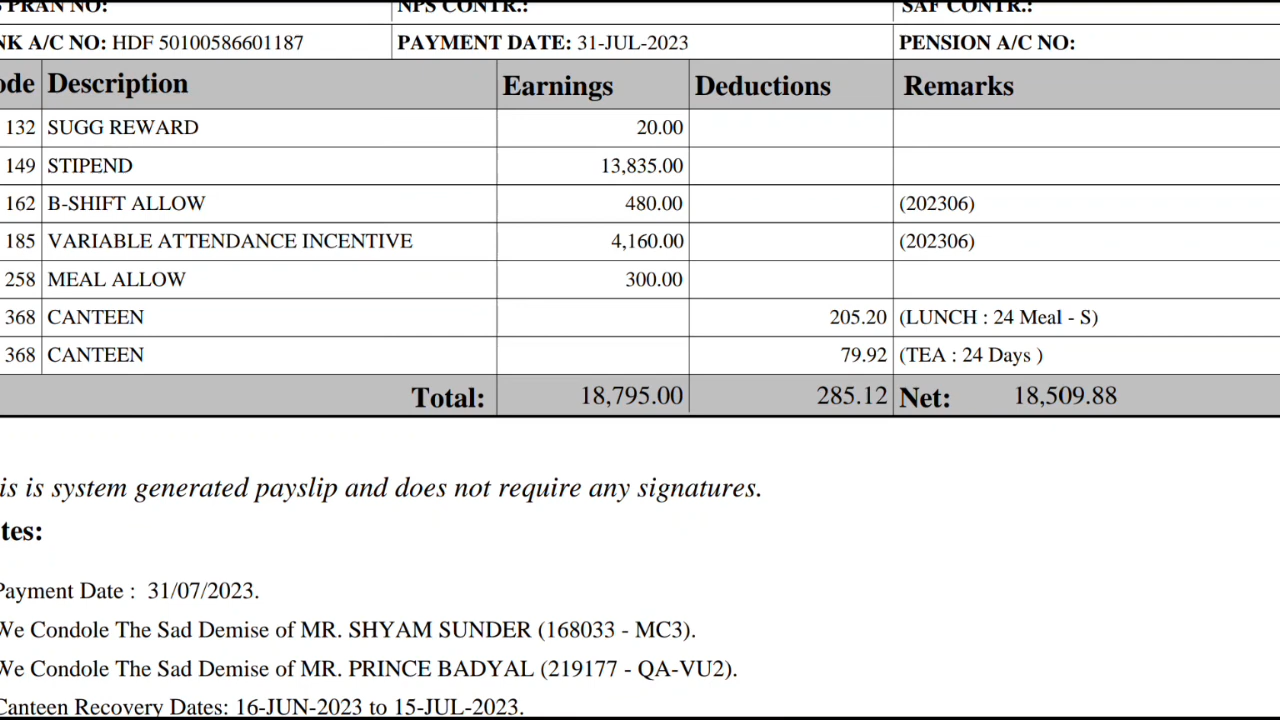 PRAN NO: NPS CONTR.: SAF CONTR.:
NK A/C NO: HDF 50100586601187 PAYMENT DATE: 31-JUL-2023 PENSION A/C NO:
ode Description Earnings Deductions Remarks
132 SUGG REWARD 20.00
149 STIPEND 13,835.00
162 B-SHIFT ALLOW 480.00 (202306)
185 VARIABLE ATTENDANCE INCENTIVE 4,160.00 (202306)
258 MEAL ALLOW 300.00
368 CANTEEN 205.20 (LUNCH : 24 Meal - S)
368 CANTEEN 79.92 (TEA : 24 Days )
Total: 18,795.00 285.12 Net: 18,509.88
is is system generated payslip and does not require any signatures.
tes:
Payment Date : 31/07/2023.
We Condole The Sad Demise of MR. SHYAM SUNDER (168033 - MC3).
We Condole The Sad Demise of MR. PRINCE BADYAL (219177 - QA-VU2).
Canteen Recovery Dates: 16-JUN-2023 to 15-JUL-2023.